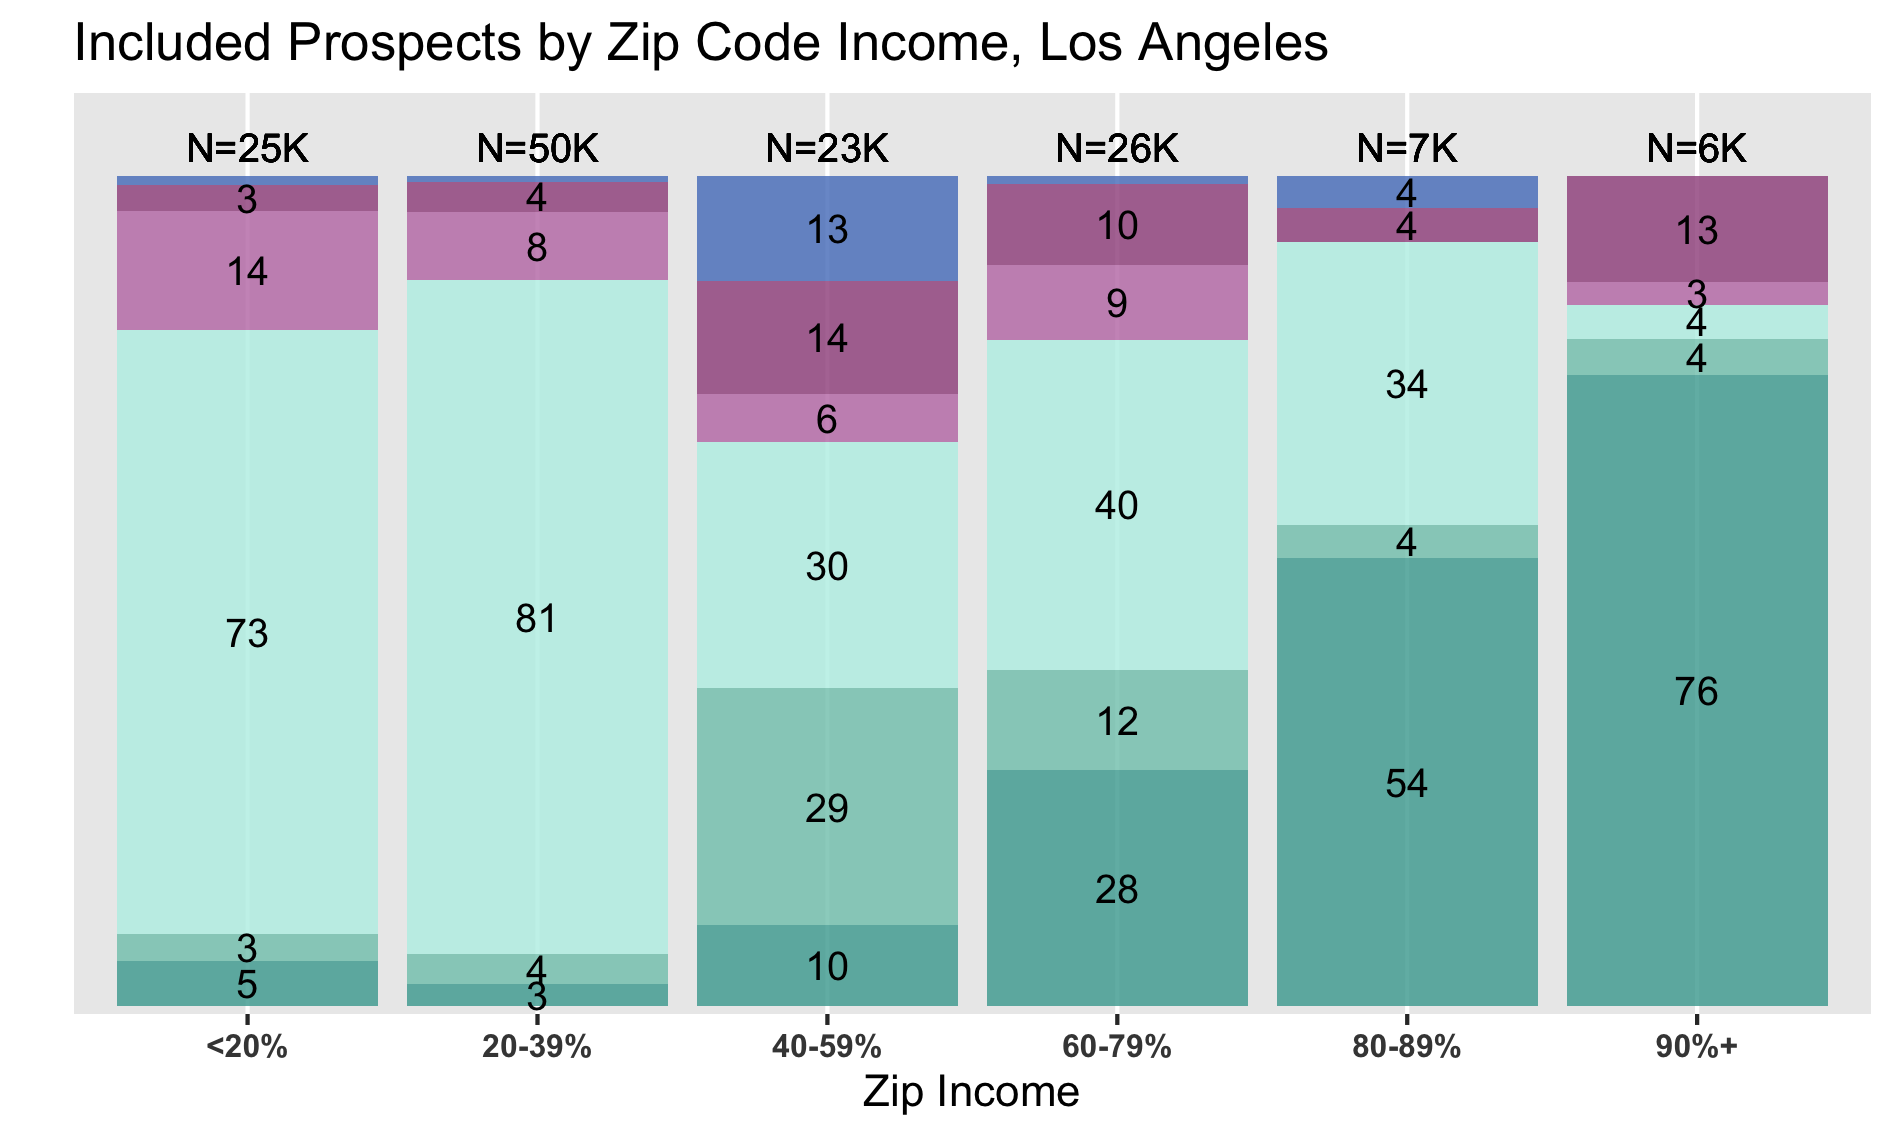 Included Prospects by Zip Code Income, Los Angeles
N=25K N=50K N=23K N=26K N=7K N=6K
3 4 13 10 4 13
14 8 14 9 4 3
73 81 6 40 34 4
3 4 30 12 4 4
5 3 29 28 54 76
10
<20% 20-39% 40-59% 60-79% 80-89% 90%+
Zip Income